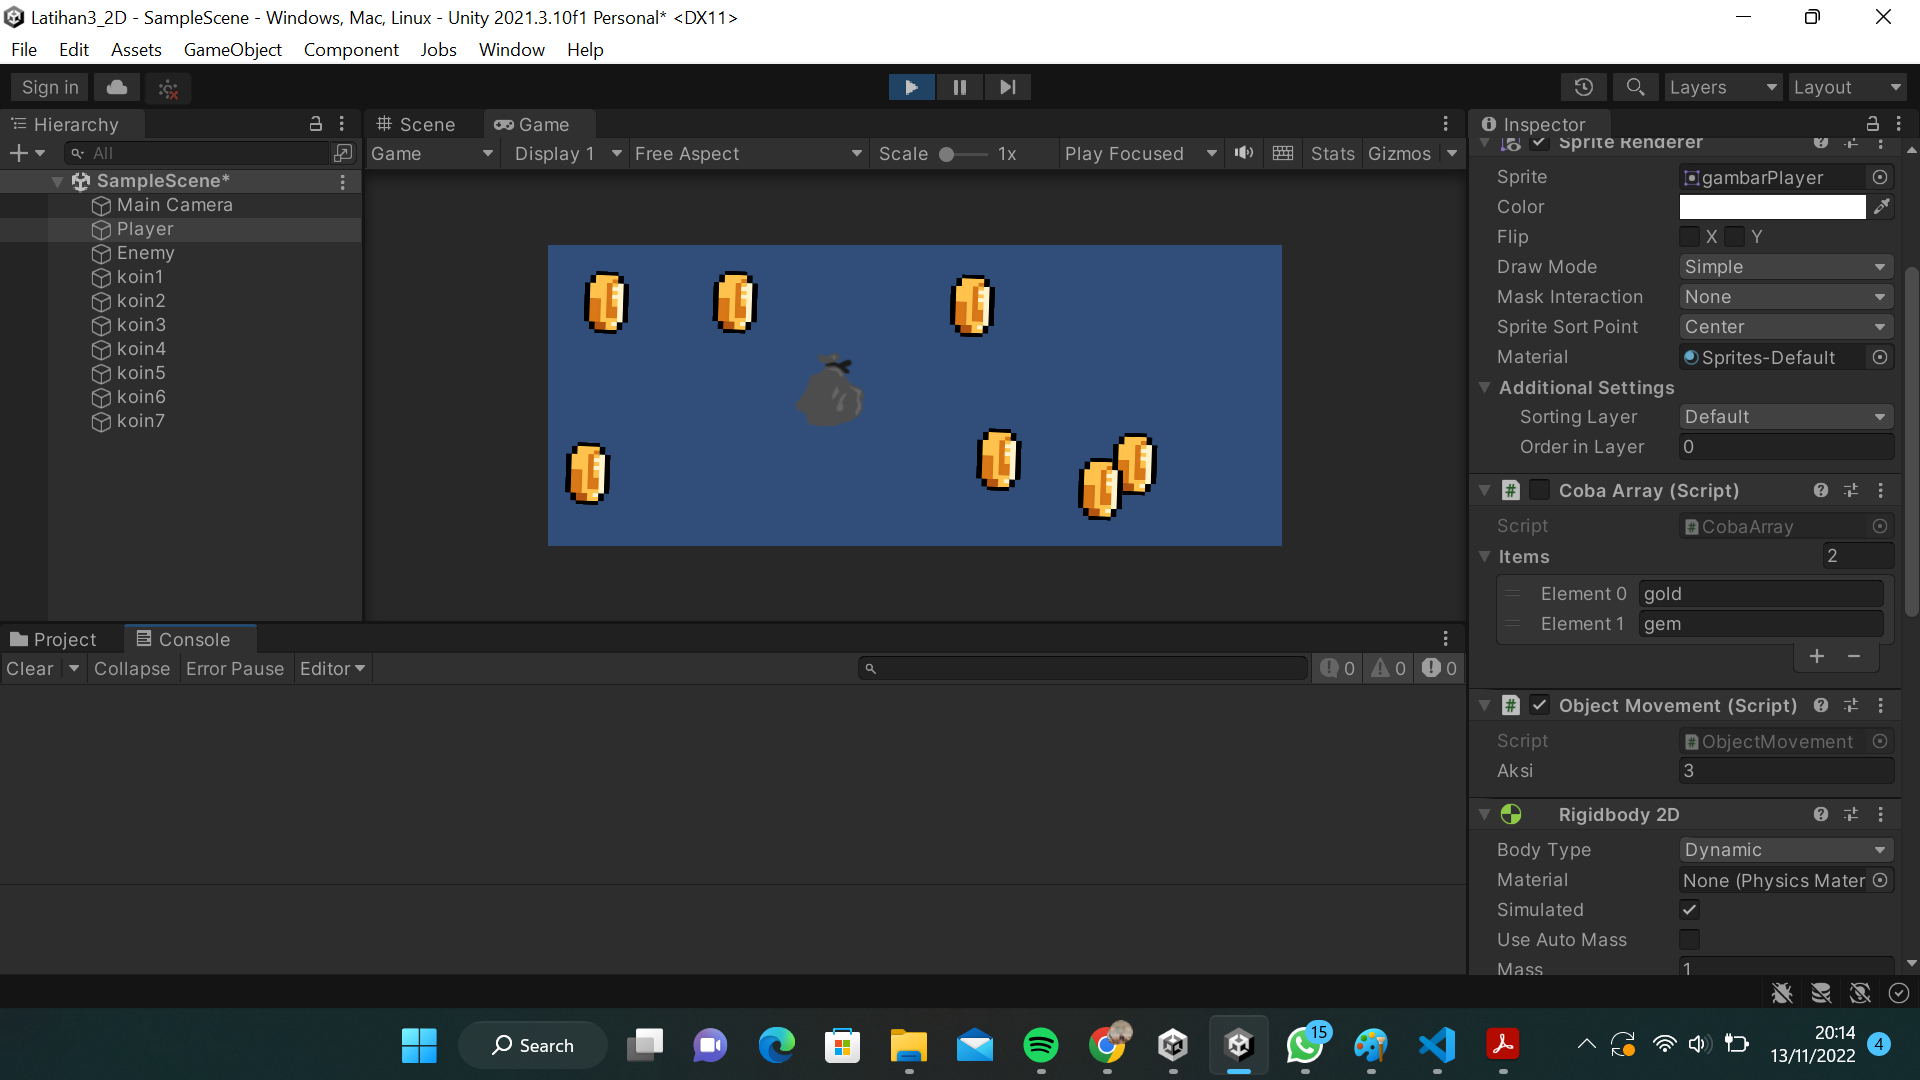 Latihan3_2D - SampleScene - Windows, Mac, Linux - Unity 2021.3.10f1 Personal* <DX11>
File Edit Assets GameObject Component Jobs Window Help
Sign in Layers Layout
Hierarchy Scene Game Inspector
All Game Display 1 Free Aspect Scale 1x Play Focused Stats Gizmos
SampleScene*
Main Camera
Player
Enemy
koin1
koin2
koin3
koin4
koin5
koin6
koin7
Sprite Renderer
Sprite gambarPlayer
Color
Flip X Y
Draw Mode Simple
Mask Interaction None
Sprite Sort Point Center
Material Sprites-Default
Additional Settings
Sorting Layer Default
Order in Layer 0
Coba Array (Script)
Script # CobaArray
Items 2
Element 0 gold
Element 1 gem
+ −
Object Movement (Script)
Script # ObjectMovement
Aksi 3
Rigidbody 2D
Body Type Dynamic
Material None (Physics Mater
Simulated
Use Auto Mass
Mass 1
Project Console
Clear Collapse Error Pause Editor 0 0 0
Search 15
20:14
13/11/2022 4